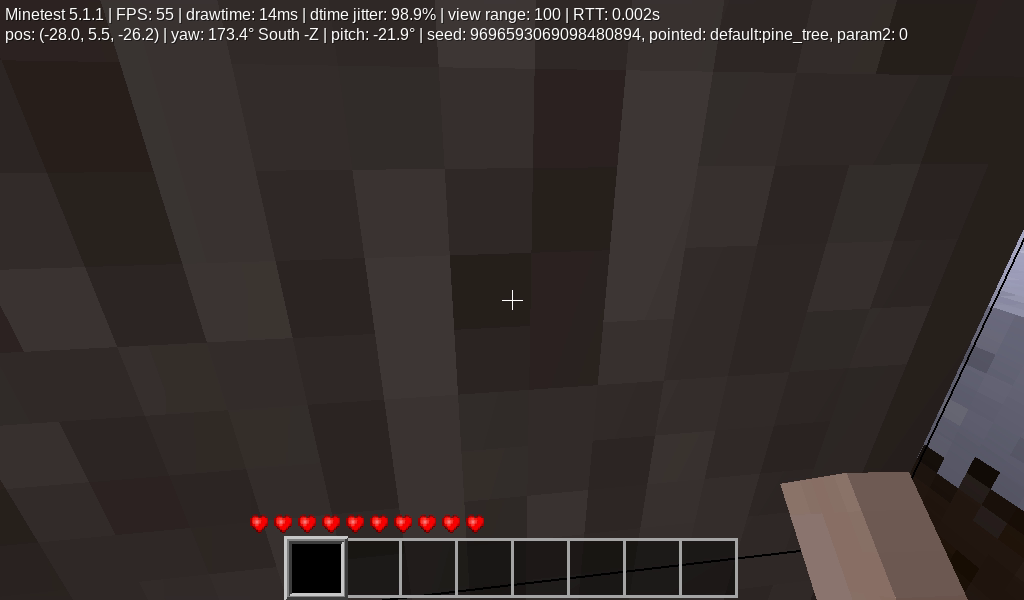 Minetest 5.1.1 | FPS: 55 | drawtime: 14ms | dtime jitter: 98.9% | view range: 100 | RTT: 0.002s
pos: (-28.0, 5.5, -26.2) | yaw: 173.4° South -Z | pitch: -21.9° | seed: 9696593069098480894, pointed: default:pine_tree, param2: 0